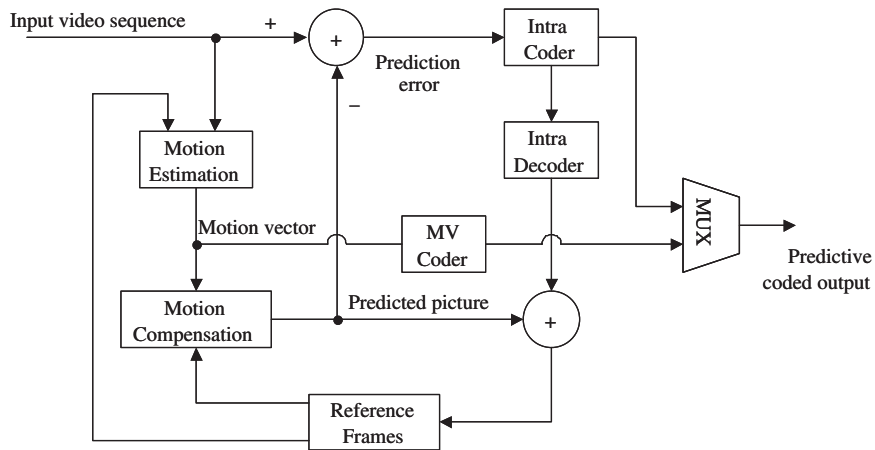 Input video sequence
+
+
Prediction
error
Intra
Coder
–
Motion
Estimation
Intra
Decoder
MUX
Motion vector
MV
Coder
Predictive
coded output
Motion
Compensation
Predicted picture
+
Reference
Frames